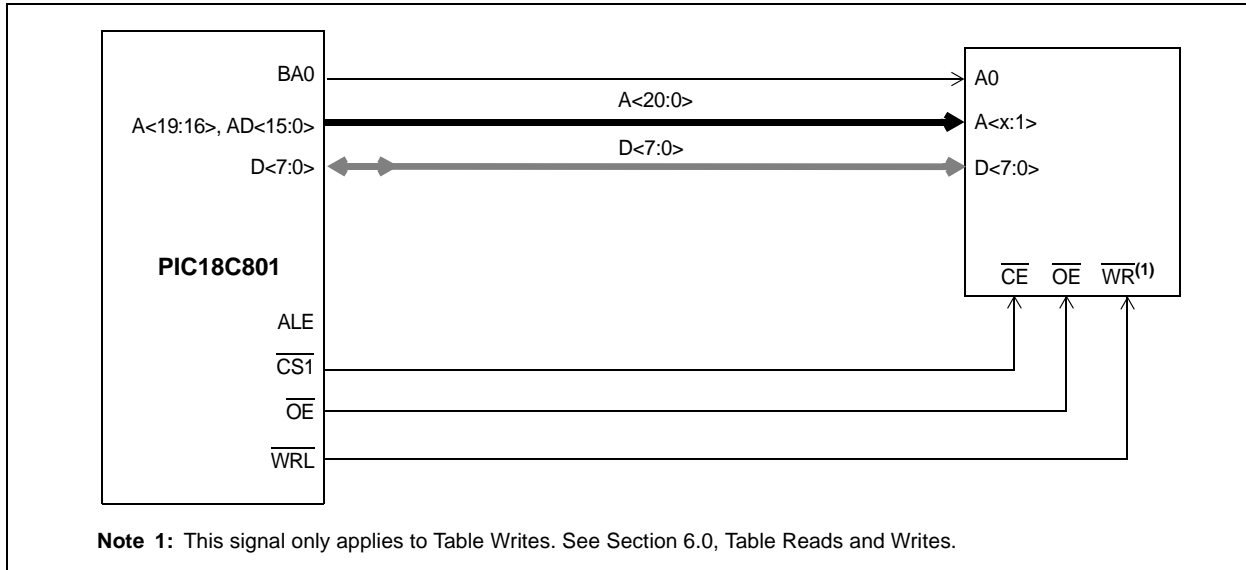 BA0
A<19:16>, AD<15:0>
D<7:0>
PIC18C801
ALE
CS1
OE
WRL
A<20:0>
D<7:0>
A0
A<x:1>
D<7:0>
CE OE WR(1)
Note 1: This signal only applies to Table Writes. See Section 6.0, Table Reads and Writes.